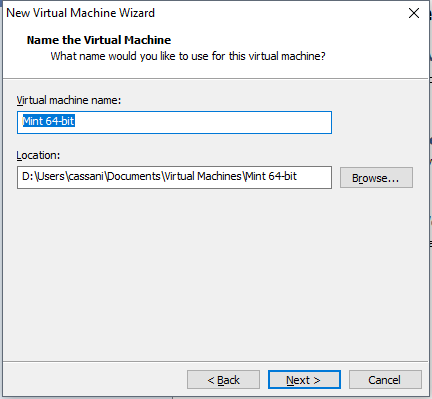 New Virtual Machine Wizard
Name the Virtual Machine
What name would you like to use for this virtual machine?
Virtual machine name:
Mint 64-bit
Location:
D:\Users\cassani\Documents\Virtual Machines\Mint 64-bit
Browse...
< Back
Next >
Cancel